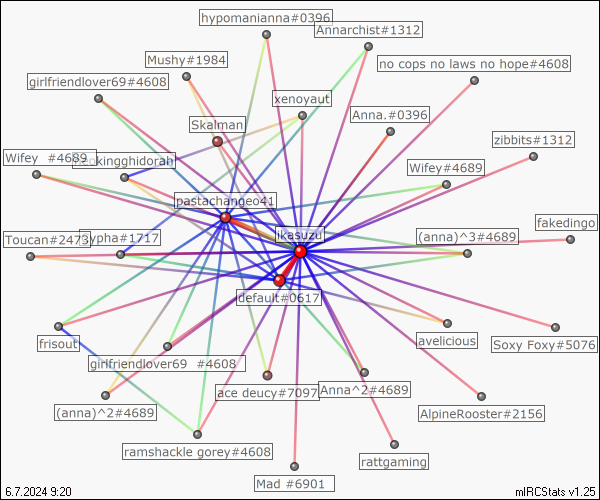 hypomanianna#0396
Annarchist#1312
Mushy#1984
no cops no laws no hope#4608
girlfriendlover69#4608
xenoyaut
Anna.#0396
Skalman
zibbits#1312
Wifey #4689
okingghidorah
Wifey#4689
pastachangeo41
fakedingo
ikasuzu
(anna)^3#4689
Toucan#2473
ypha#1717
default#0617
frisout
avelicious
Soxy Foxy#5076
girlfriendlover69 #4608
ace deucy#7097
Anna^2#4689
(anna)^2#4689
AlpineRooster#2156
ramshackle gorey#4608
rattgaming
Mad #6901
6.7.2024 9:20
mIRCStats v1.25